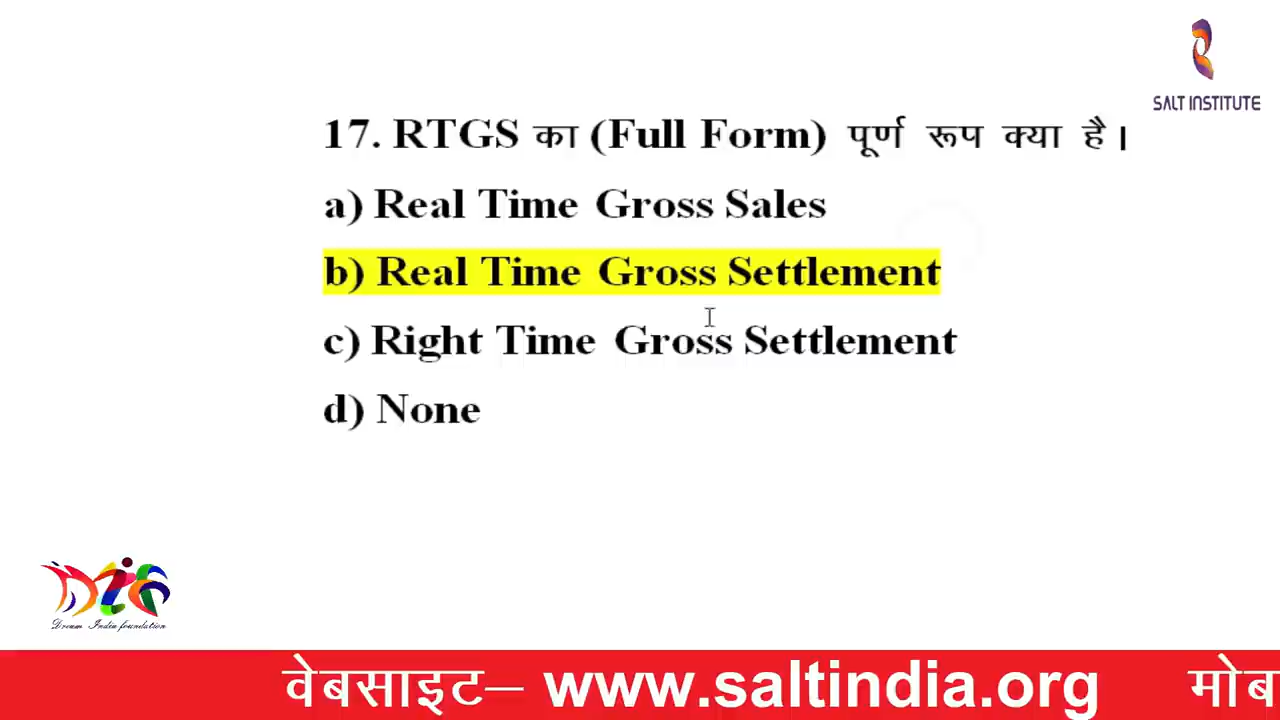 SALT INSTITUTE
17. RTGS का (Full Form) पूर्ण रूप क्या है।
a) Real Time Gross Sales
b) Real Time Gross Settlement
c) Right Time Gross Settlement
d) None
Dream India foundation
वेबसाइट– www.saltindia.org मोब